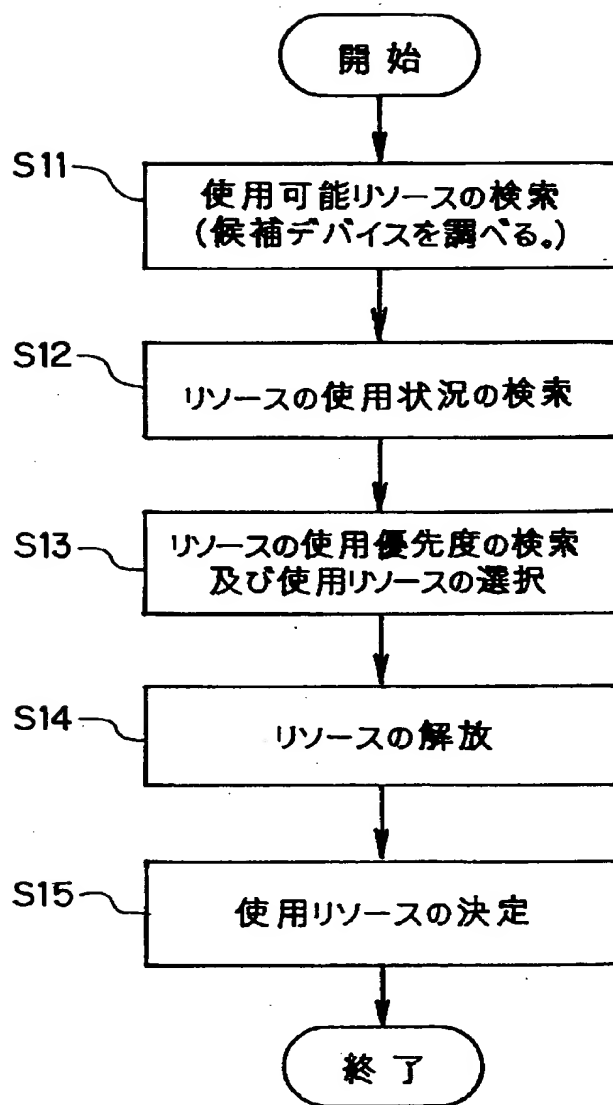 開始
S11
使用可能リソースの検索
(候補デバイスを調べる。)
S12
リソースの使用状況の検索
S13
リソースの使用優先度の検索
及び使用リソースの選択
S14
リソースの解放
S15
使用リソースの決定
終了